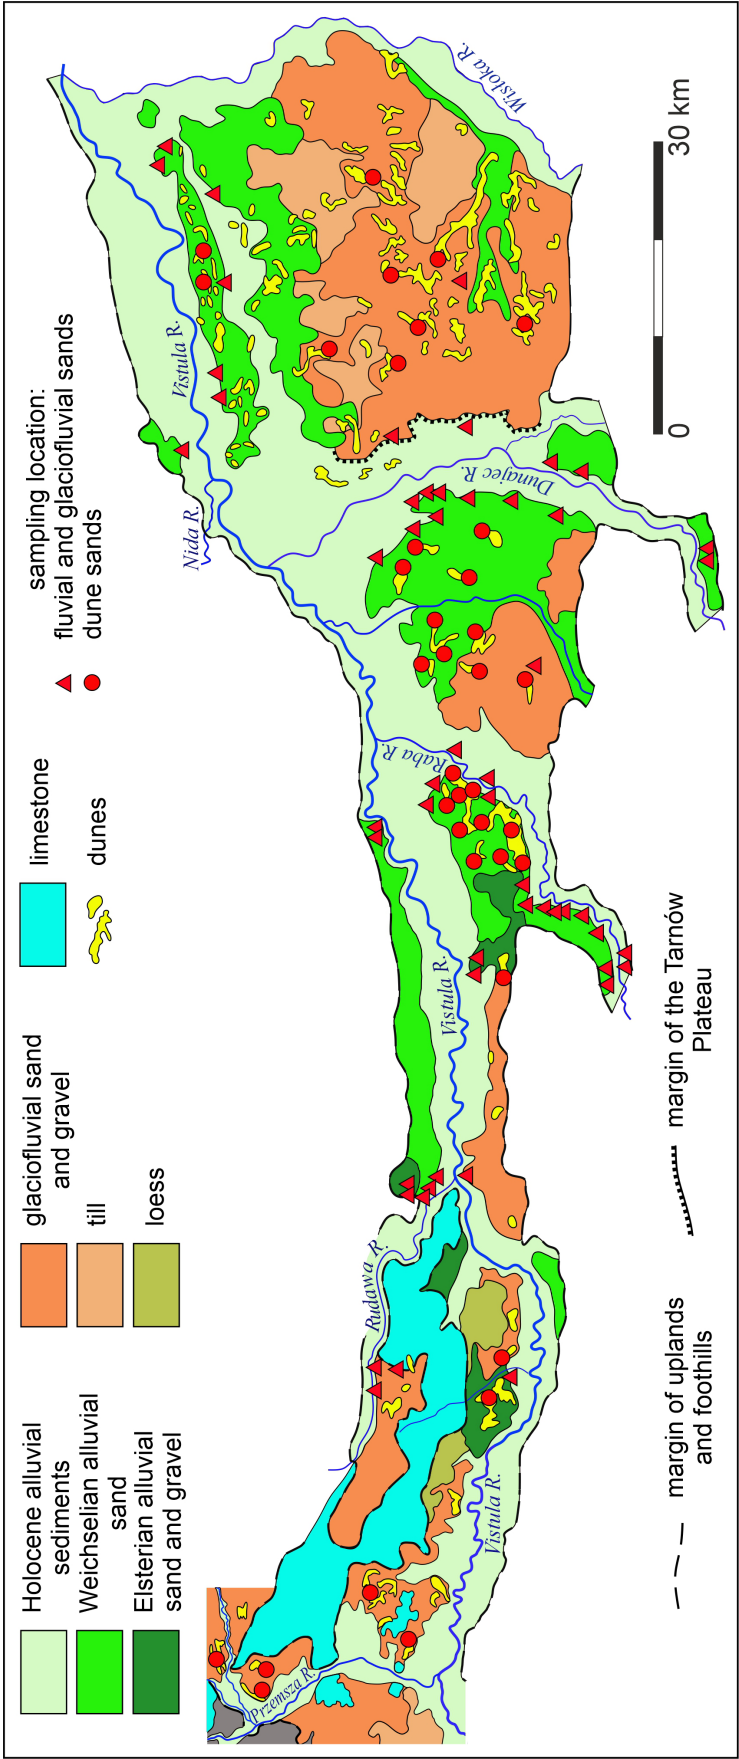 Holocene alluvial
sediments
Weichselian alluvial
sand
Elsterian alluvial
sand and gravel
glaciofluvial sand
and gravel
till
loess
limestone
dunes
sampling location:
fluvial and glaciofluvial sands
dune sands
Przemsza R.
Vistula R.
Rudawa R.
Vistula R.
Raba R.
Nida R.
Vistula R.
Dunajec R.
Wisłoka R.
margin of uplands
and foothills
margin of the Tarnów
Plateau
0
30 km